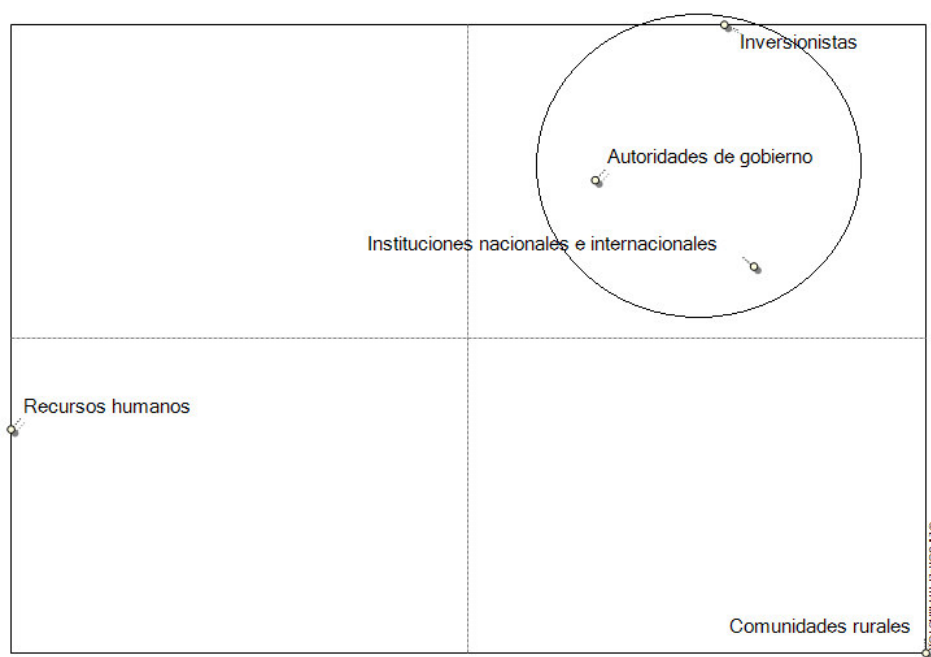 Inversionistas
Autoridades de gobierno
Instituciones nacionales e internacionales
Recursos humanos
Comunidades rurales